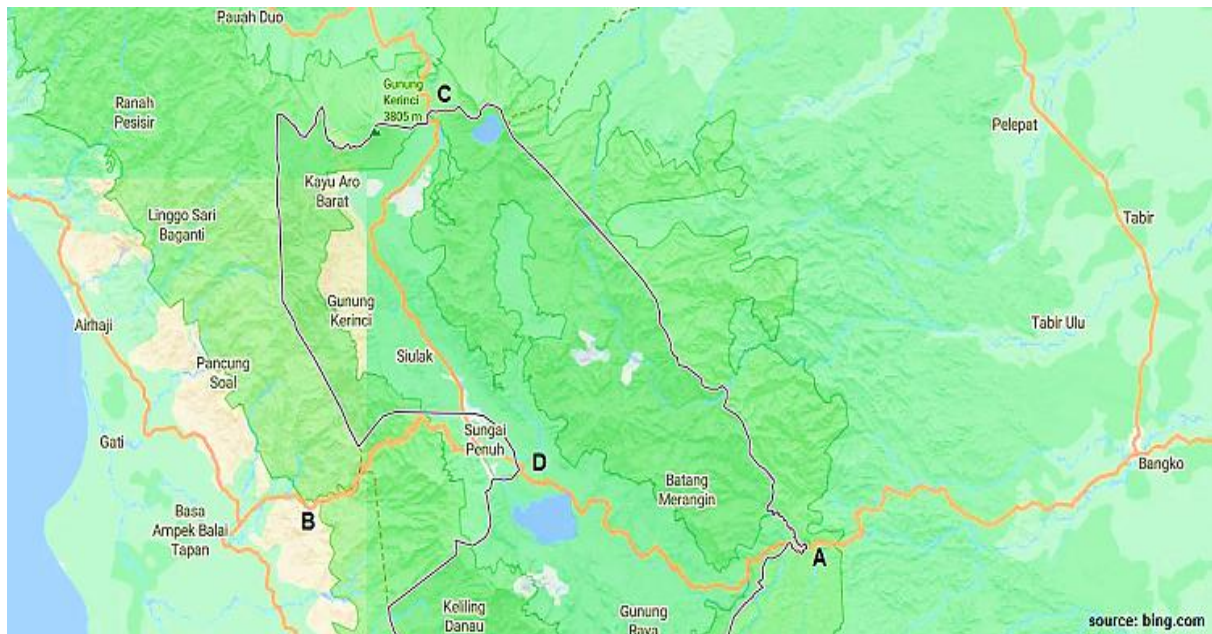 Pauah Duo
Gunung
Kerinci
3805 m
C
Ranah
Pesisir
Pelepat
Kayu Aro
Barat
Linggo Sari
Baganti
Tabir
Gunung
Kerinci
Airhaji
Tabir Ulu
Siulak
Pancung
Soal
Gati
Sungai
Penuh
D
Bangko
Batang
Merangin
B
Basa
Ampek Balai
Tapan
A
Keliling
Danau
Gunung
Raya
source: bing.com